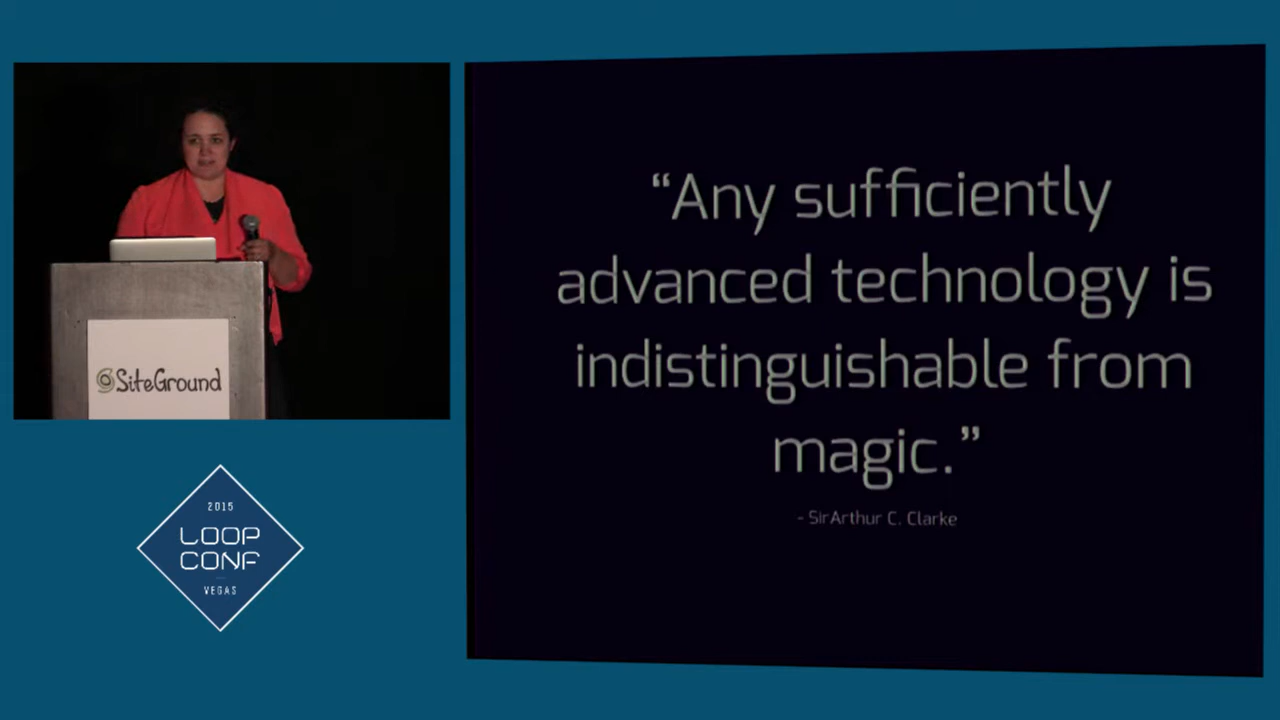 “Any sufficiently
advanced technology is
indistinguishable from
magic.”
- SirArthur C. Clarke
SiteGround
2015
LOOP
CONF
VEGAS